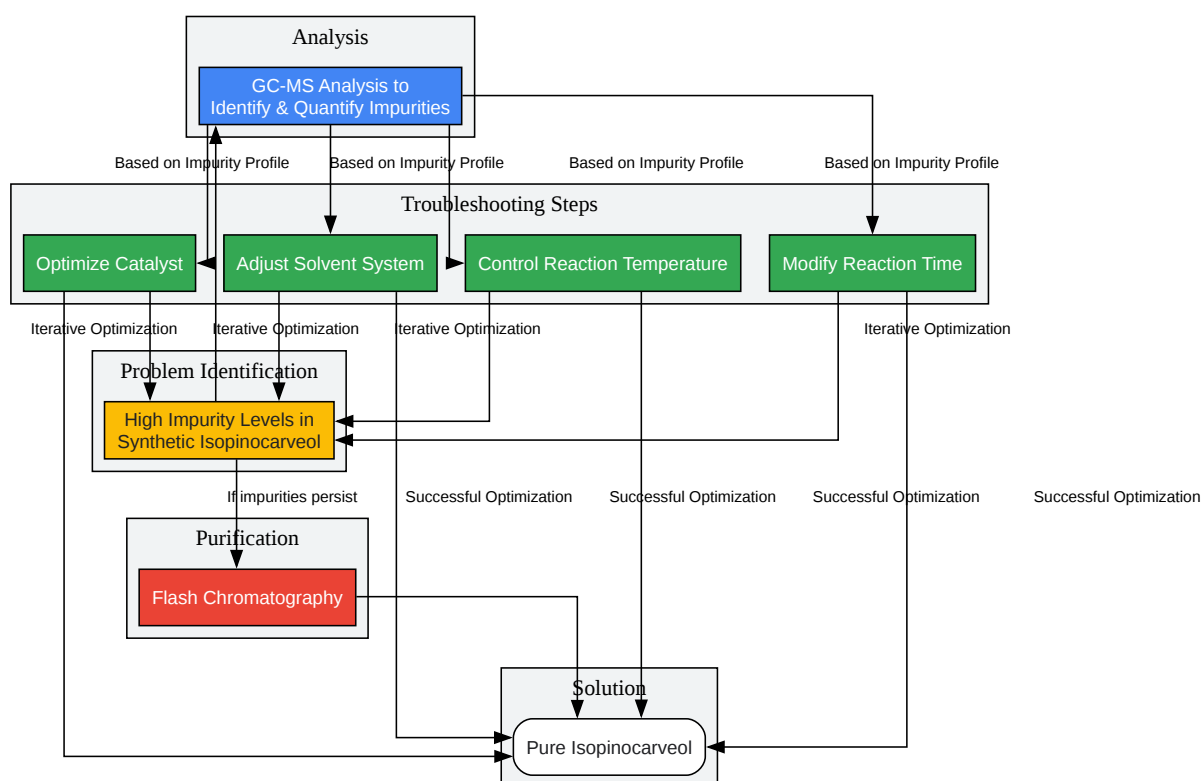 Analysis
GC-MS Analysis to
Identify & Quantify Impurities
Based on Impurity Profile
Based on Impurity Profile
Based on Impurity Profile
Based on Impurity Profile
Troubleshooting Steps
Optimize Catalyst
Adjust Solvent System
Control Reaction Temperature
Modify Reaction Time
Iterative Optimization
Iterative Optimization
Iterative Optimization
Iterative Optimization
Problem Identification
High Impurity Levels in
Synthetic Isopinocarveol
If impurities persist
Successful Optimization
Successful Optimization
Successful Optimization
Successful Optimization
Purification
Flash Chromatography
Solution
Pure Isopinocarveol